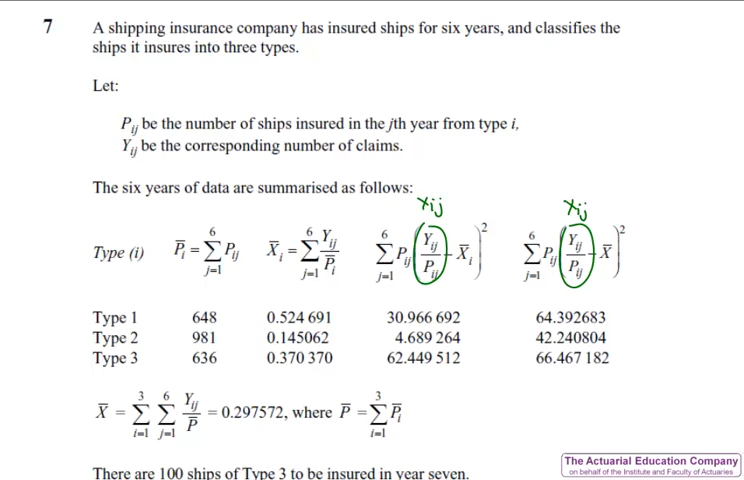 7 A shipping insurance company has insured ships for six years, and classifies the
ships it insures into three types.
Let:
P_ij be the number of ships insured in the jth year from type i,
Y_ij be the corresponding number of claims.
The six years of data are summarised as follows:
x_ij x_ij
Type (i) P̄_i = ∑_{j=1}^{6} P_ij X̄_i = ∑_{j=1}^{6} Y_ij / P̄_i ∑_{j=1}^{6} P_ij (Y_ij / P_ij − X̄_i)^2 ∑_{j=1}^{6} P_ij (Y_ij / P_ij − X̄)^2
Type 1 648 0.524 691 30.966 692 64.392683
Type 2 981 0.145062 4.689 264 42.240804
Type 3 636 0.370 370 62.449 512 66.467 182
X̄ = ∑_{i=1}^{3} ∑_{j=1}^{6} Y_ij / P̄ = 0.297572, where P̄ = ∑_{i=1}^{3} P̄_i
There are 100 ships of Type 3 to be insured in year seven.
The Actuarial Education Company
on behalf of the Institute and Faculty of Actuaries